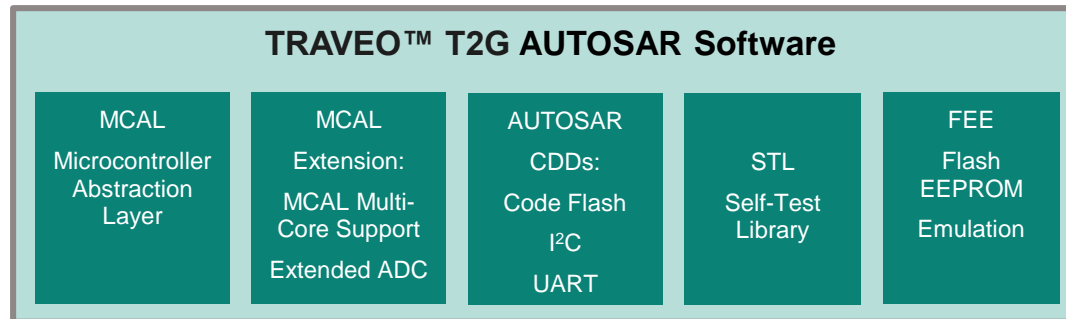 TRAVEO™ T2G AUTOSAR Software
MCAL
Microcontroller
Abstraction
Layer
MCAL
Extension:
MCAL Multi-
Core Support
Extended ADC
AUTOSAR
CDDs:
Code Flash
I²C
UART
STL
Self-Test
Library
FEE
Flash
EEPROM
Emulation